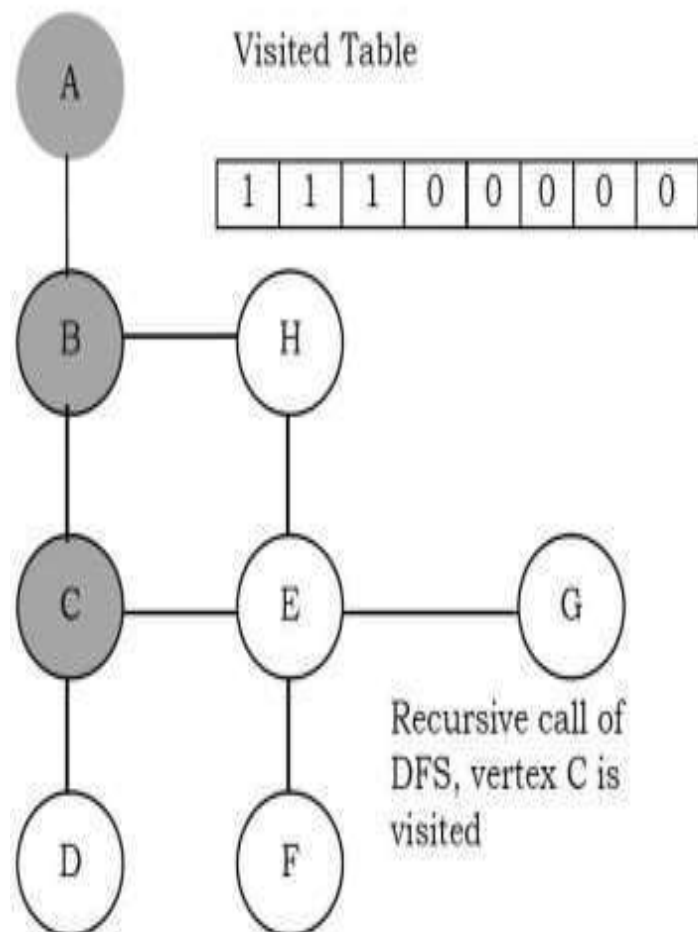 A
Visited Table
1 1 1 0 0 0 0 0
B
H
C
E
G
Recursive call of
DFS, vertex C is
visited
D
F